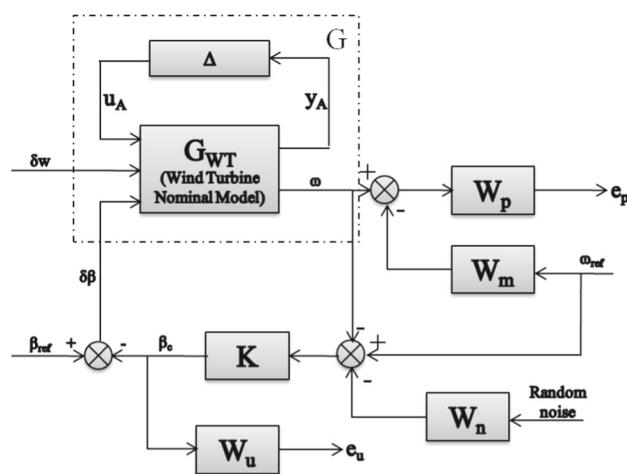 G
Δ
u_A
y_A
G_WT
(Wind Turbine
Nominal Model)
δw
ω
+
-
W_p
e_p
W_m
ω_ref
δβ
β_ref
+
-
β_c
K
-
+
-
W_n
Random
noise
W_u
e_u